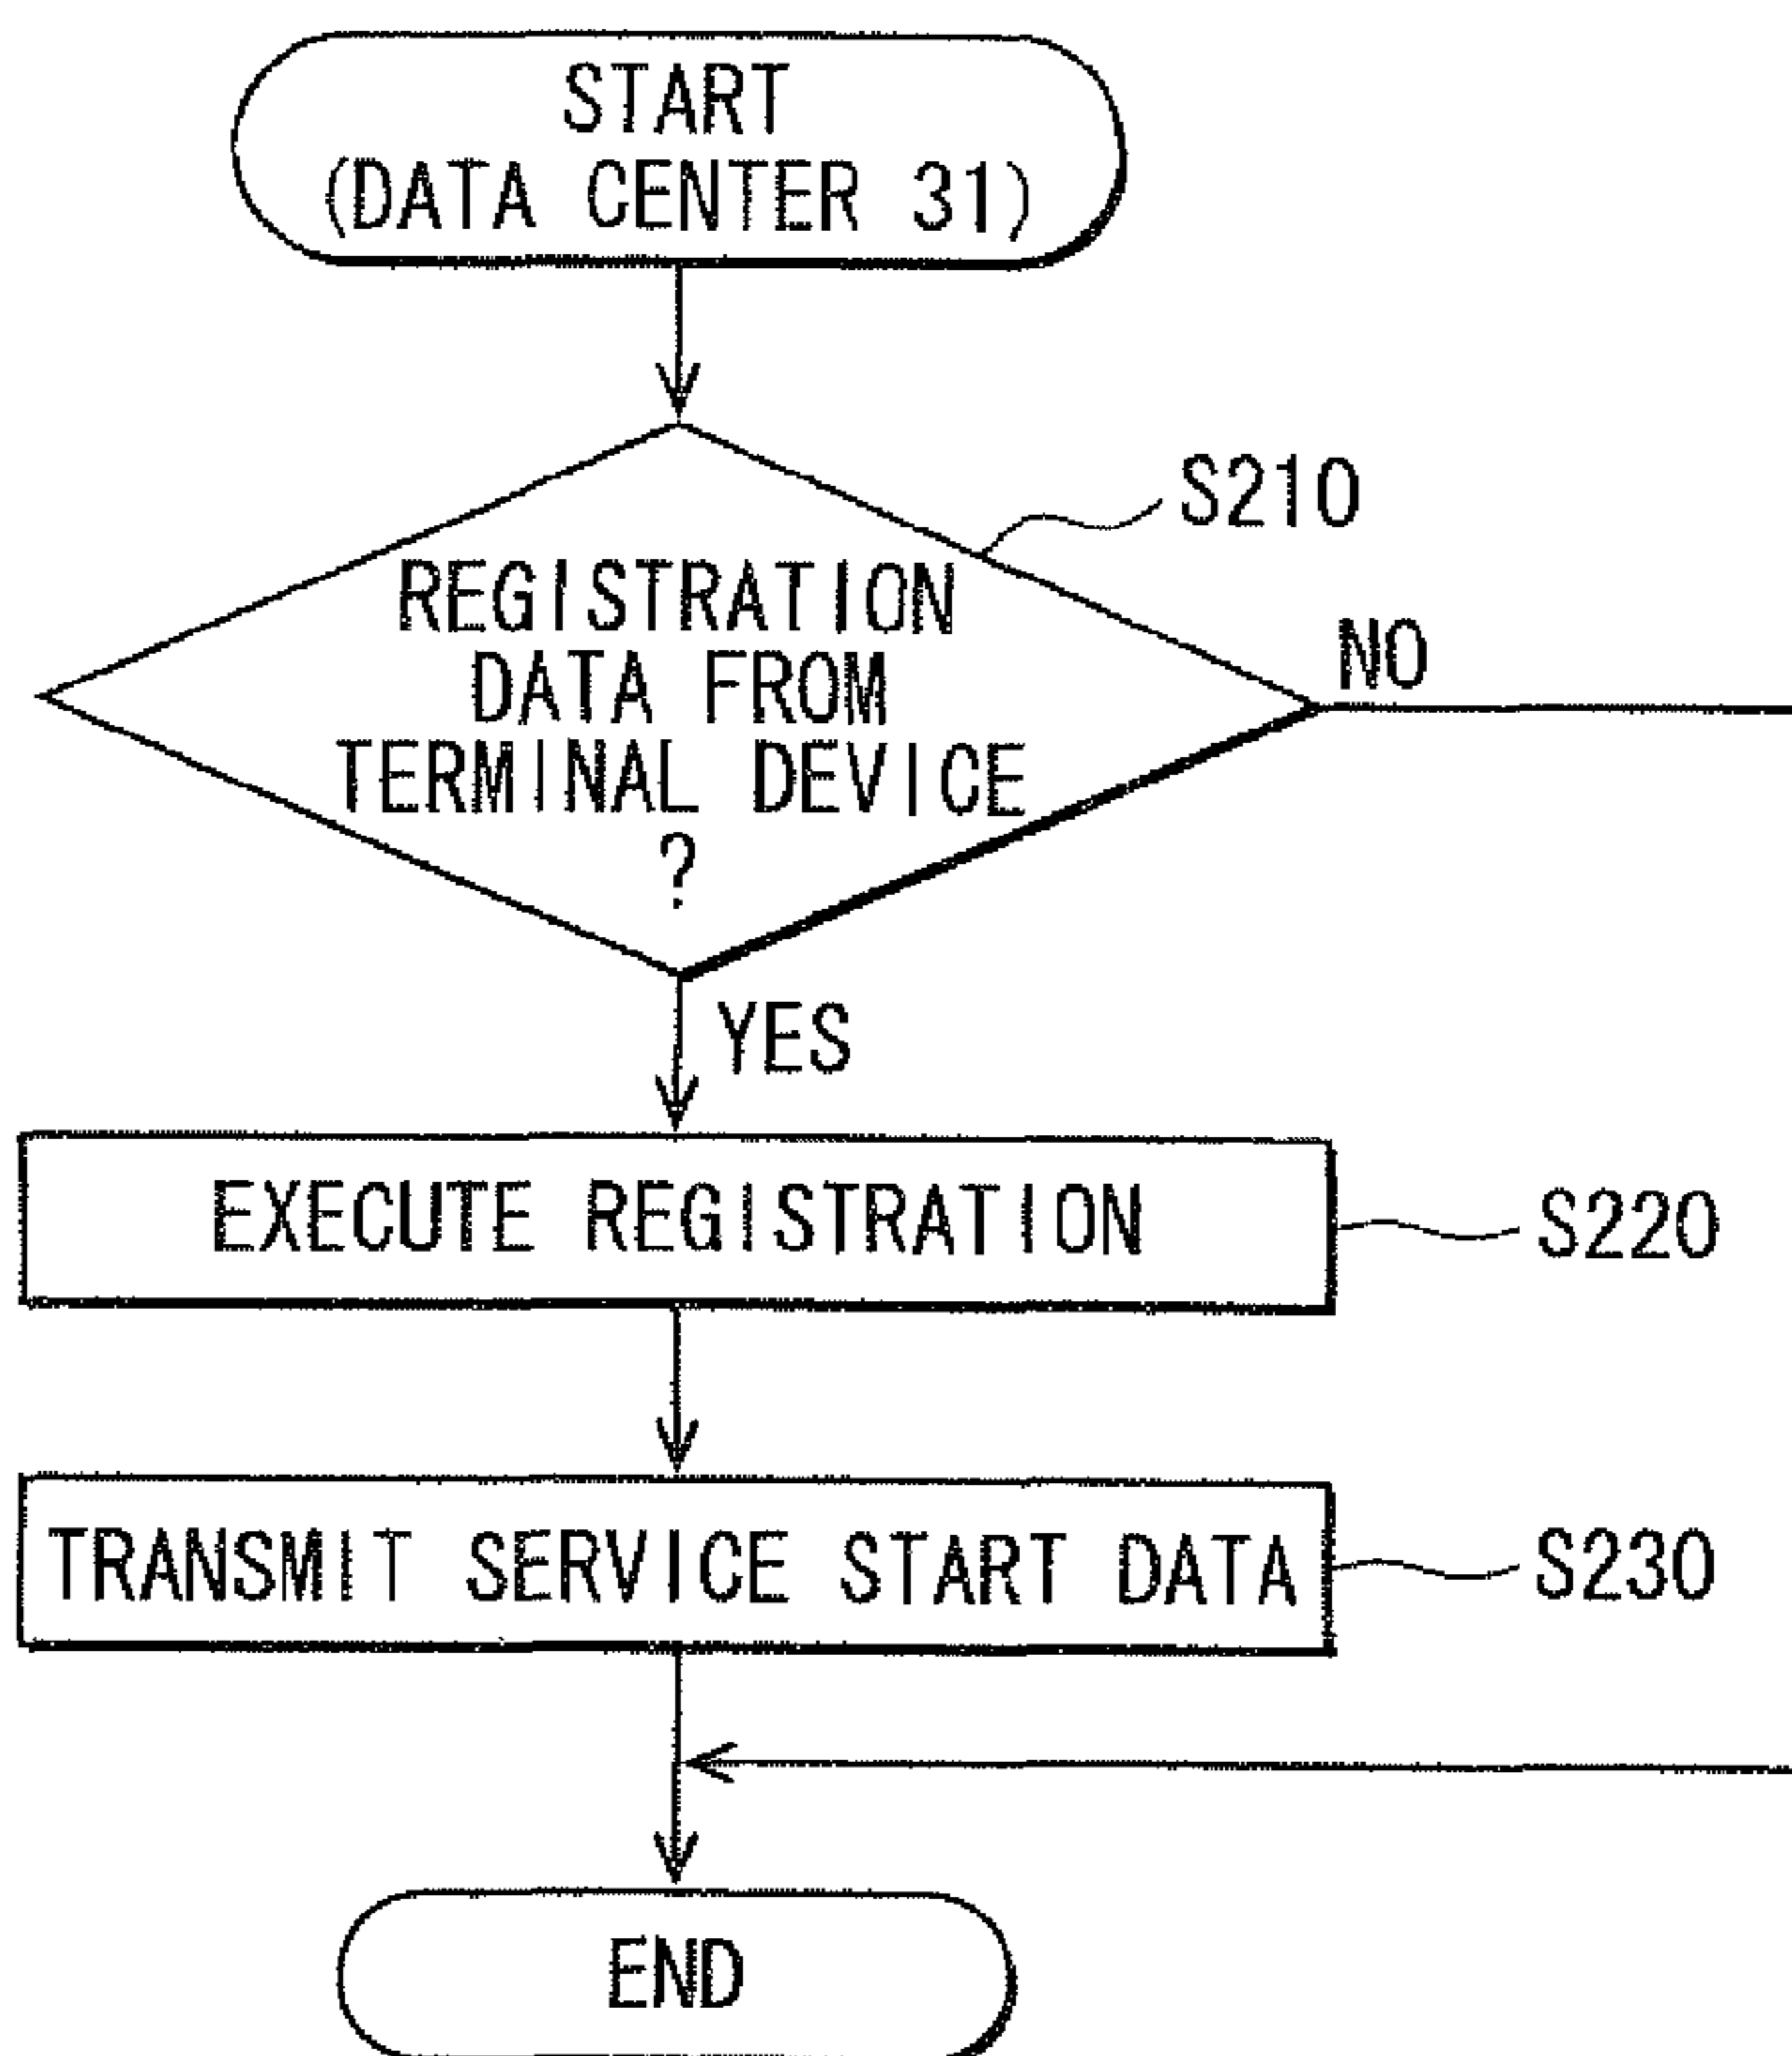 START
(DATA CENTER 31)
S210
REGISTRATION
DATA FROM
TERMINAL DEVICE
?
NO
YES
EXECUTE REGISTRATION
S220
TRANSMIT SERVICE START DATA
S230
END